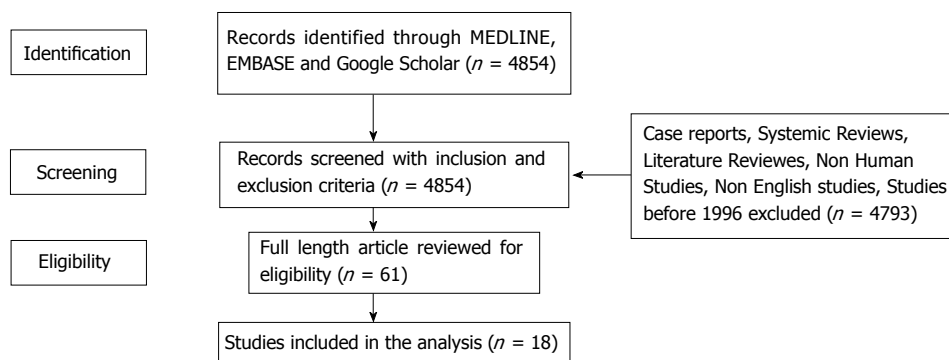 Identification
Records identified through MEDLINE,
EMBASE and Google Scholar (n = 4854)
Screening
Records screened with inclusion and
exclusion criteria (n = 4854)
Case reports, Systemic Reviews,
Literature Reviewes, Non Human
Studies, Non English studies, Studies
before 1996 excluded (n = 4793)
Eligibility
Full length article reviewed for
eligibility (n = 61)
Studies included in the analysis (n = 18)